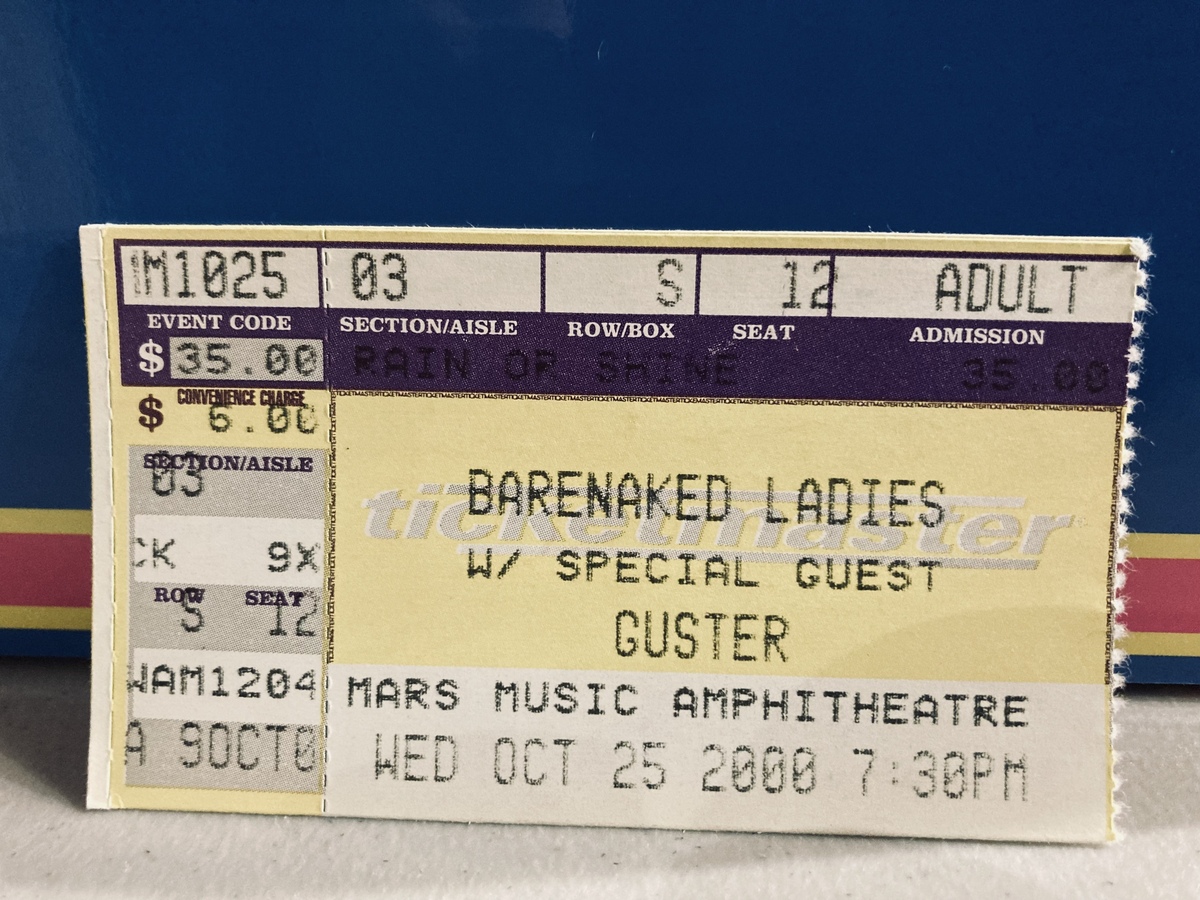 1M1025 03 S 12 ADULT
EVENT CODE SECTION/AISLE ROW/BOX SEAT ADMISSION
$ 35.00 RAIN OR SHINE 35 00
CONVENIENCE CHARGE
$ 6.00
SECTION/AISLE
03
CK 9X
ROW SEAT
S 12
WAM1204
A 9OCT0
ticketmaster
BARENAKED LADIES
W/ SPECIAL GUEST
GUSTER
MARS MUSIC AMPHITHEATRE
WED OCT 25 2000 7:30PM